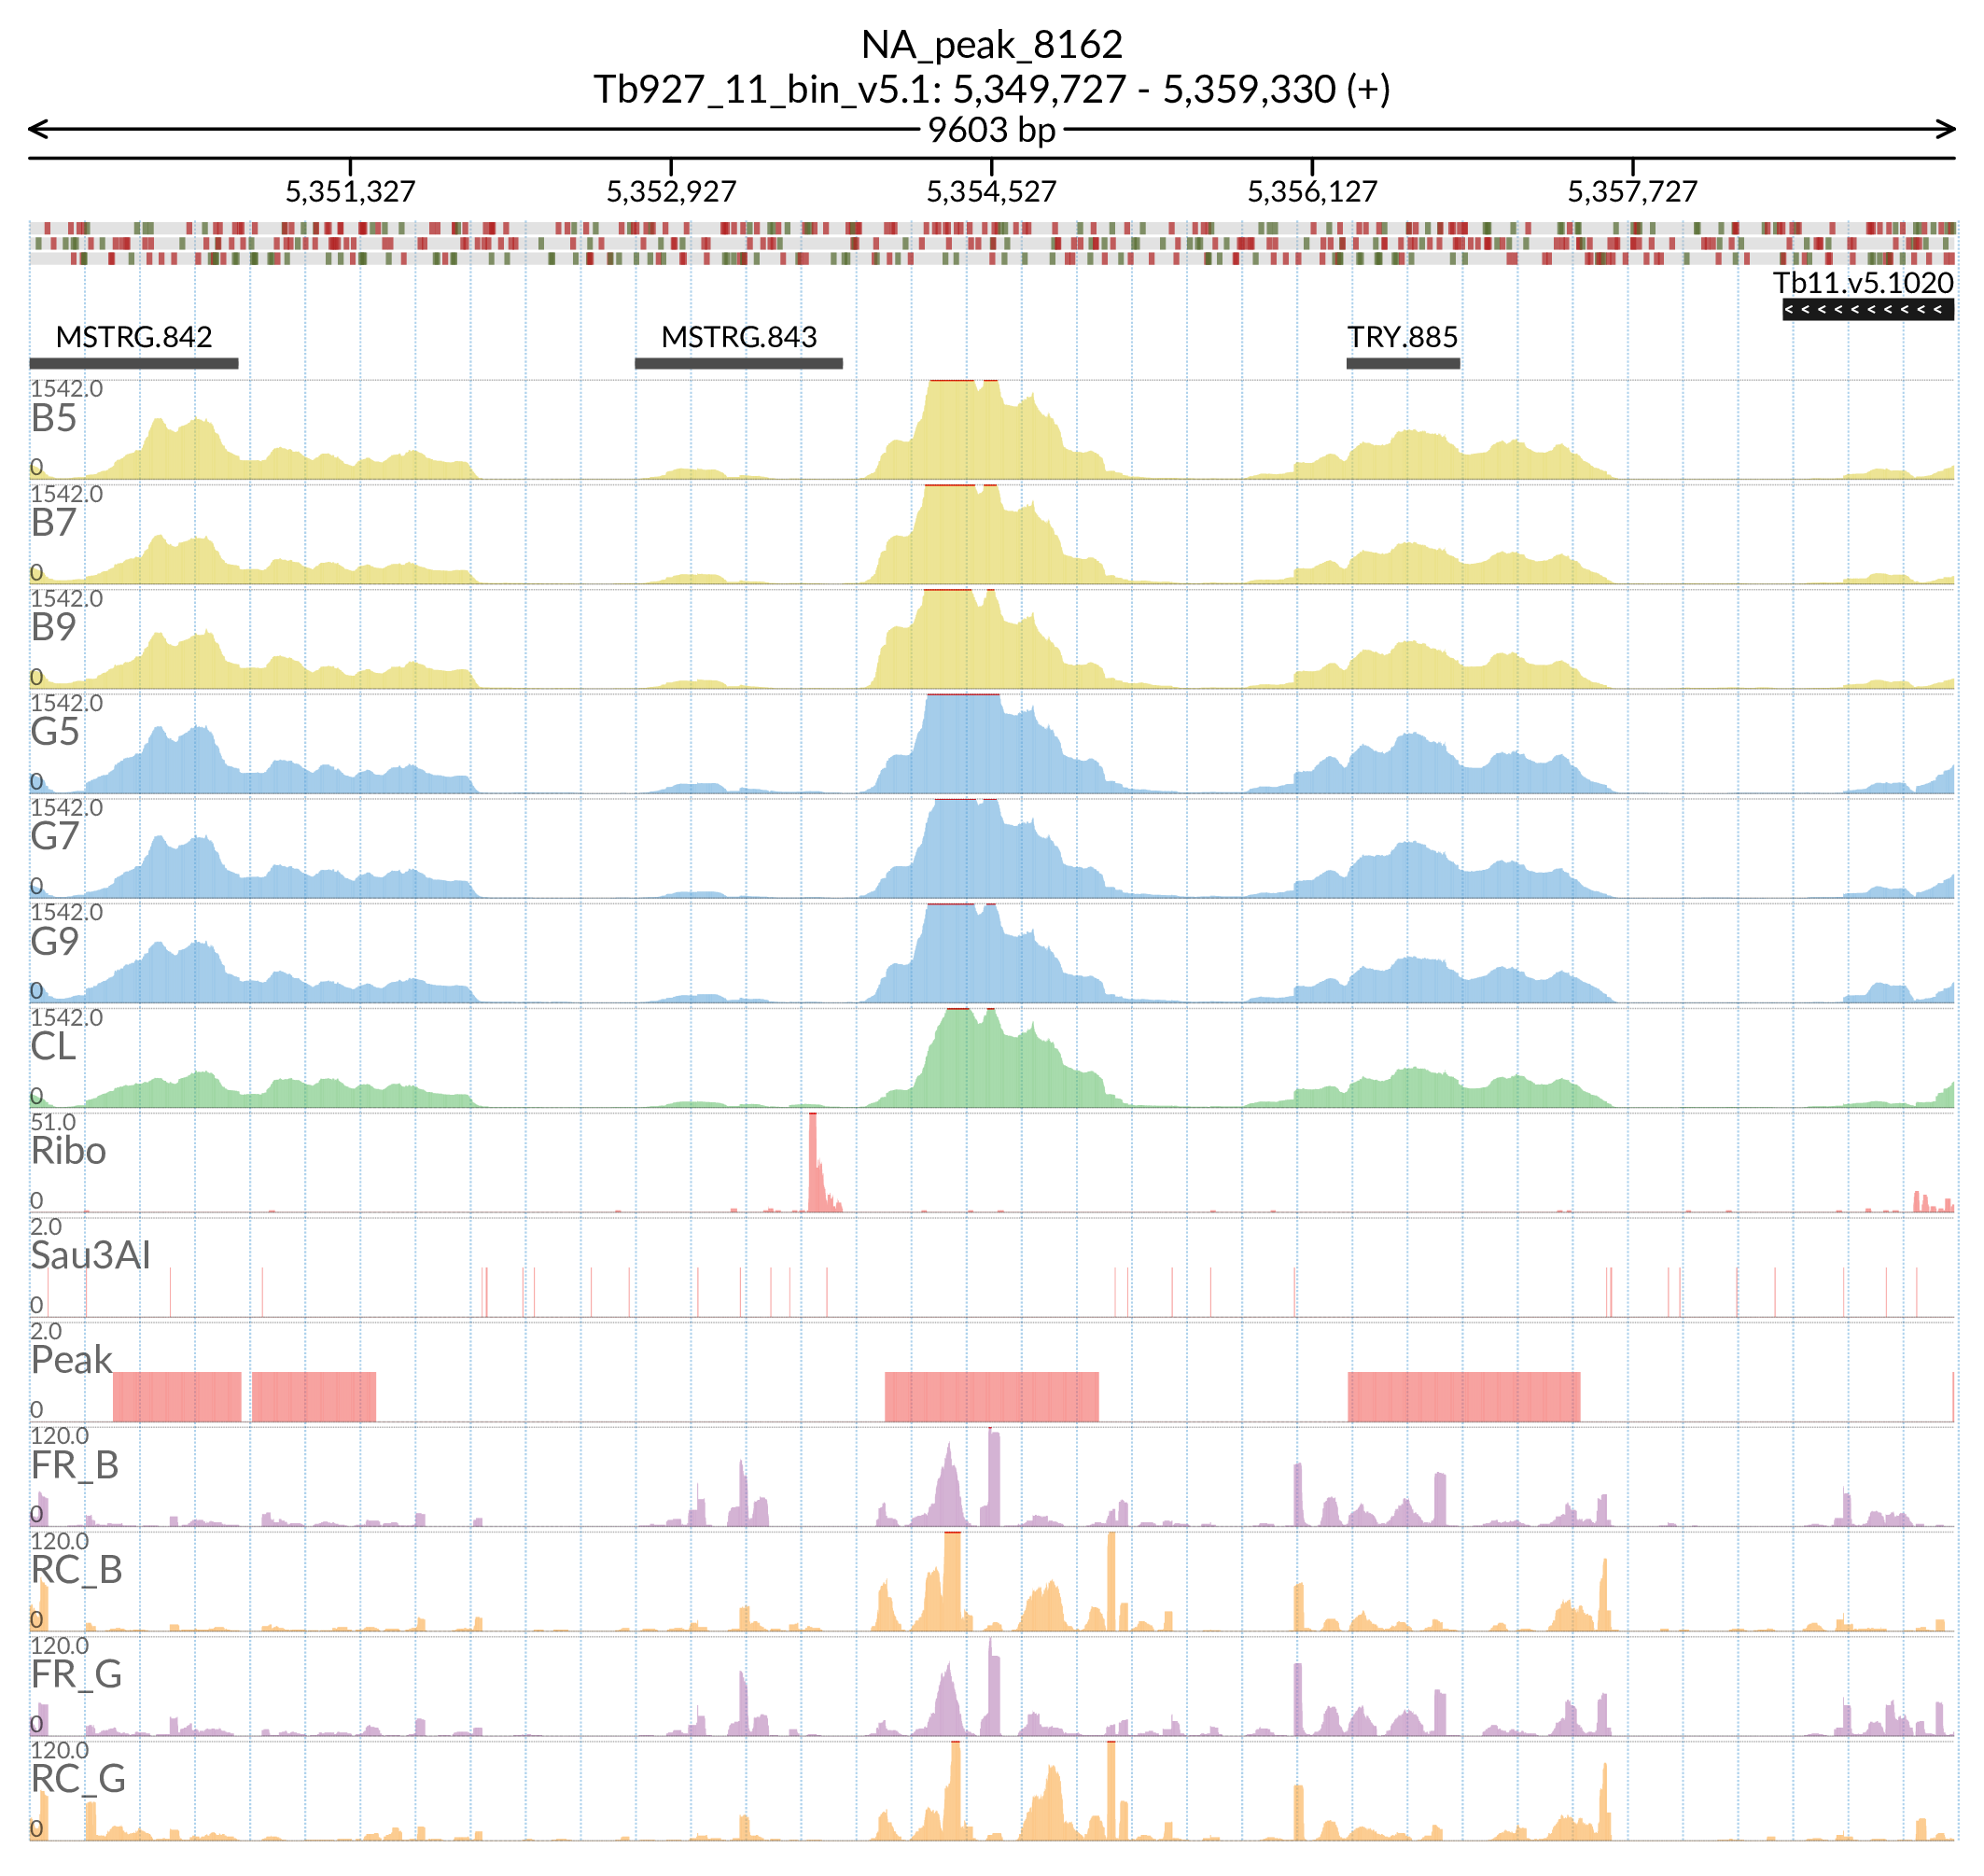 NA_peak_8162
Tb927_11_bin_v5.1: 5,349,727 - 5,359,330 (+)
9603 bp
5,351,327 5,352,927 5,354,527 5,356,127 5,357,727
Tb11.v5.1020
< < < < < < < < < <
MSTRG.842 MSTRG.843 TRY.885
1542.0
B5
0
1542.0
B7
0
1542.0
B9
0
1542.0
G5
0
1542.0
G7
0
1542.0
G9
0
1542.0
CL
0
51.0
Ribo
0
2.0
Sau3AI
0
2.0
Peak
0
120.0
FR_B
0
120.0
RC_B
0
120.0
FR_G
0
120.0
RC_G
0